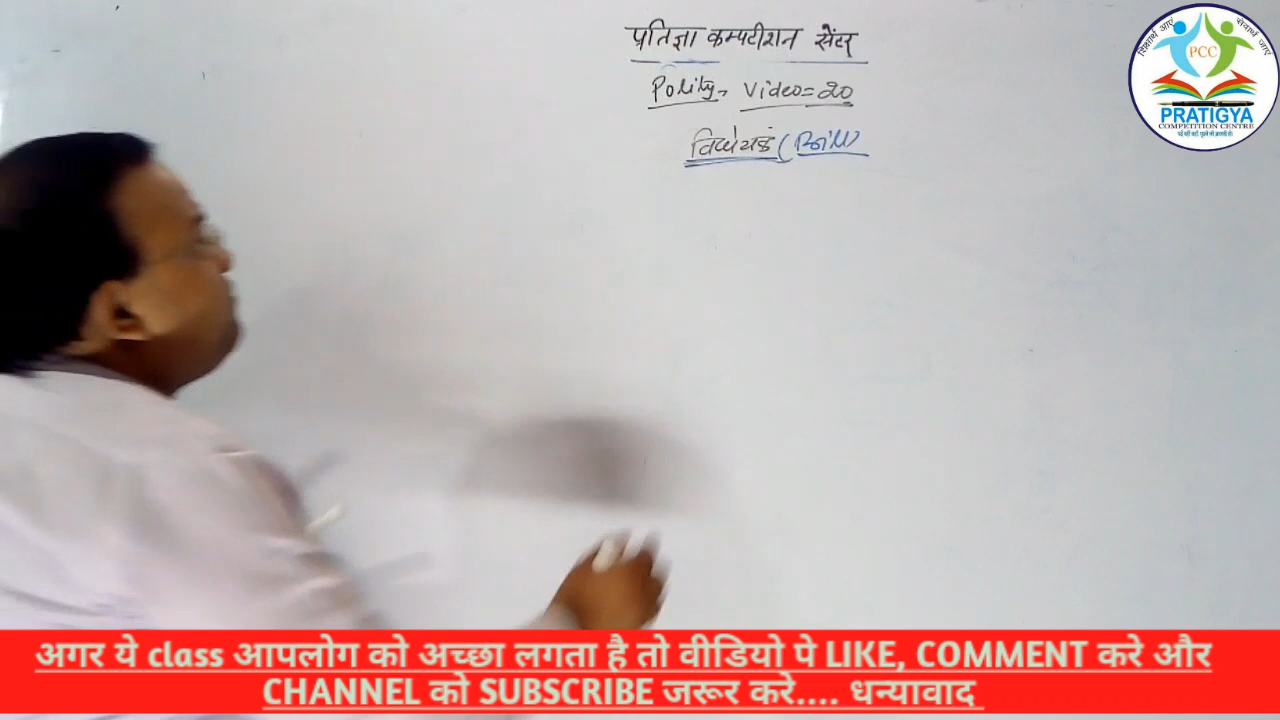 प्रतिज्ञा कम्पटीशन सेंटर
Polity, Video=20
विधेयक (Bill)
शिक्षार्थ आएं सेवार्थ जाएं
PCC
PRATIGYA
COMPETITION CENTRE
अगर ये class आपलोग को अच्छा लगता है तो वीडियो पे LIKE, COMMENT करे और
CHANNEL को SUBSCRIBE जरूर करे.... धन्यावाद